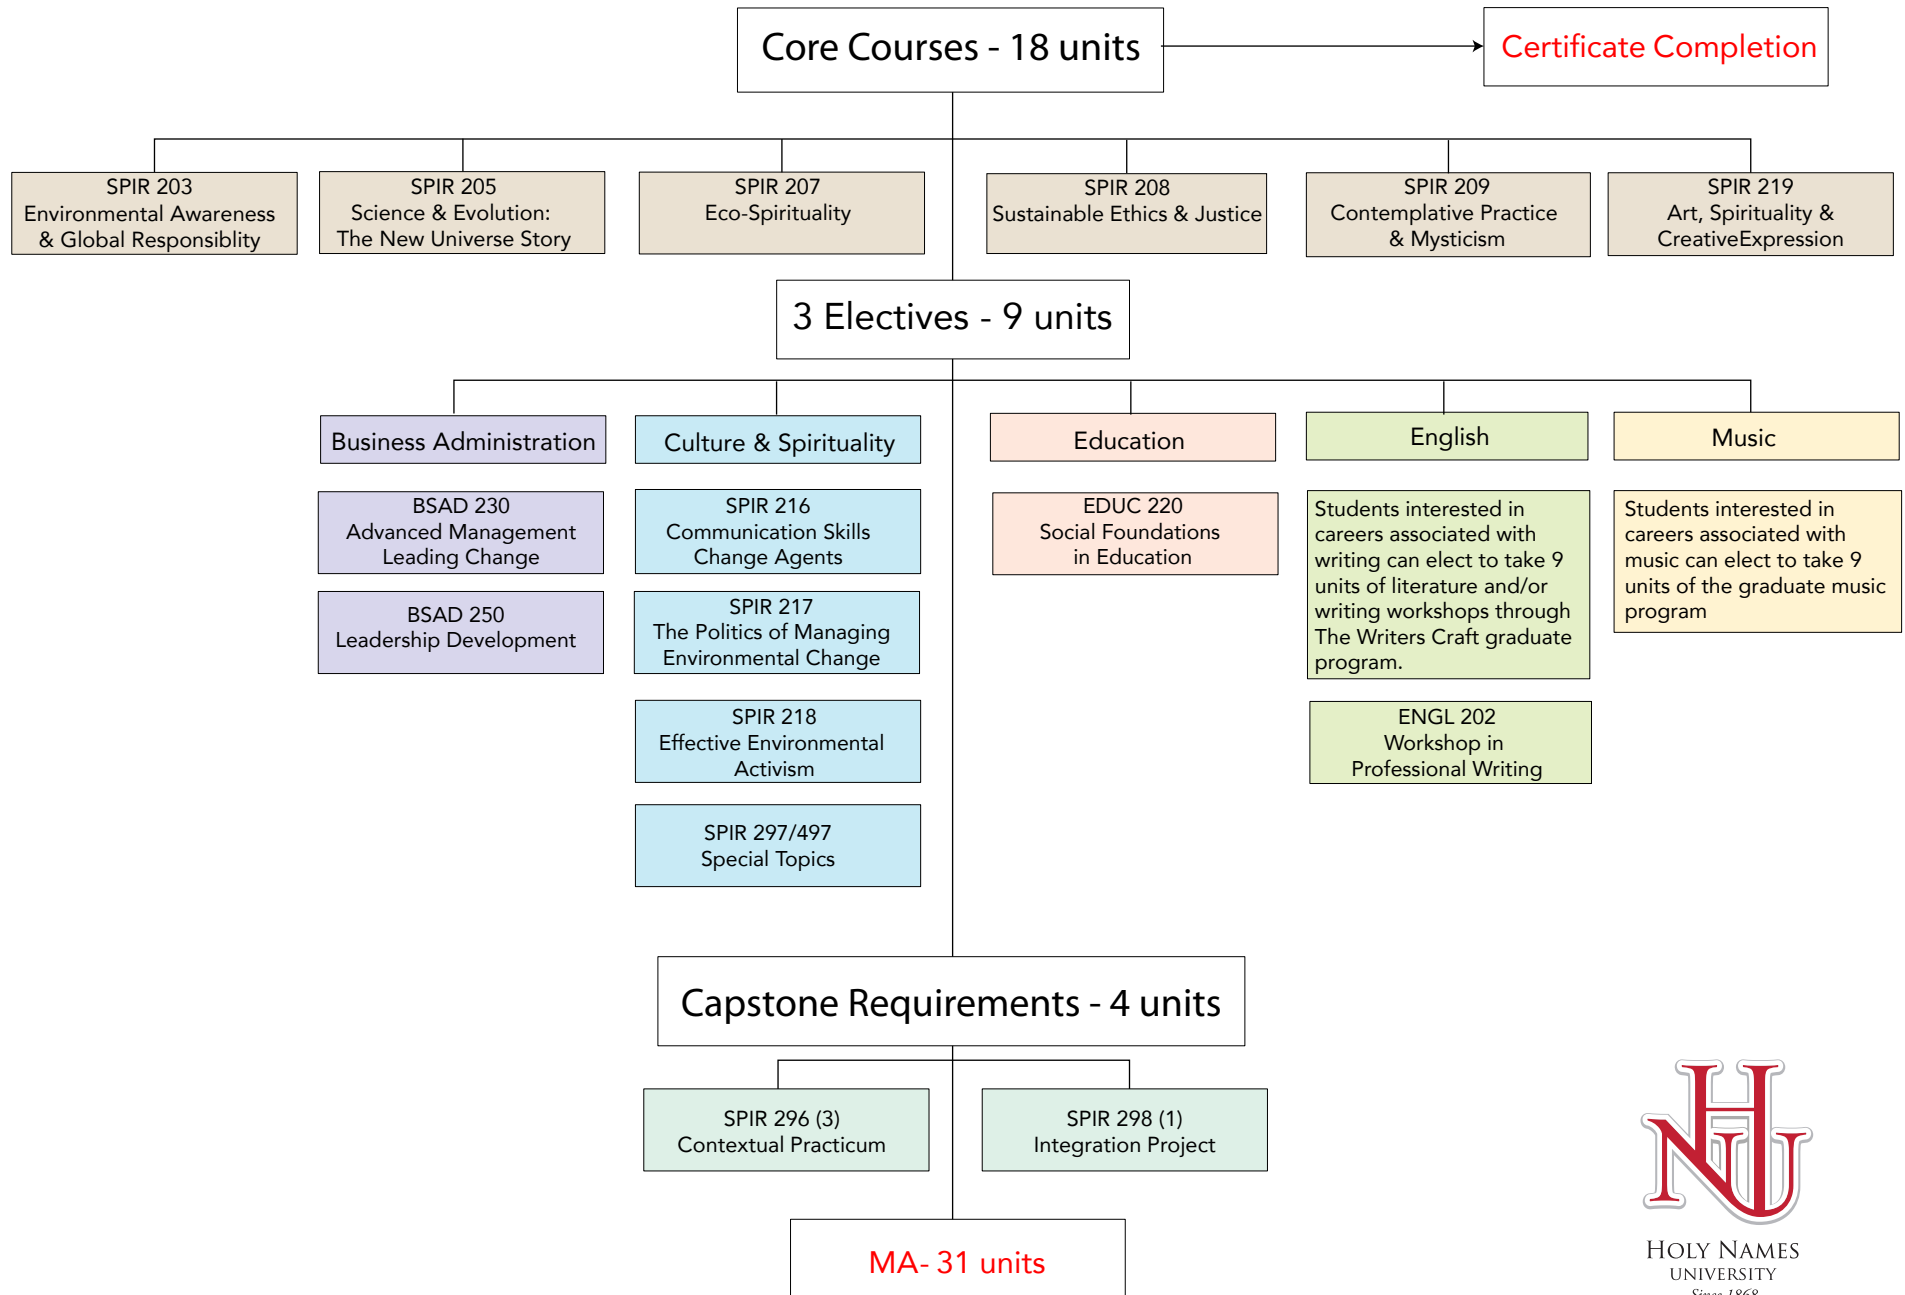 Core Courses - 18 units
Certificate Completion
SPIR 203
Environmental Awareness
& Global Responsiblity
SPIR 205
Science & Evolution:
The New Universe Story
SPIR 207
Eco-Spirituality
SPIR 208
Sustainable Ethics & Justice
SPIR 209
Contemplative Practice
& Mysticism
SPIR 219
Art, Spirituality &
CreativeExpression
3 Electives - 9 units
Business Administration
BSAD 230
Advanced Management
Leading Change
BSAD 250
Leadership Development
Culture & Spirituality
SPIR 216
Communication Skills
Change Agents
SPIR 217
The Politics of Managing
Environmental Change
SPIR 218
Effective Environmental
Activism
SPIR 297/497
Special Topics
Education
EDUC 220
Social Foundations
in Education
English
Students interested in
careers associated with
writing can elect to take 9
units of literature and/or
writing workshops through
The Writers Craft graduate
program.
ENGL 202
Workshop in
Professional Writing
Music
Students interested in
careers associated with
music can elect to take 9
units of the graduate music
program
Capstone Requirements - 4 units
SPIR 296 (3)
Contextual Practicum
SPIR 298 (1)
Integration Project
MA- 31 units
HNU
HOLY NAMES
UNIVERSITY
Since 1868